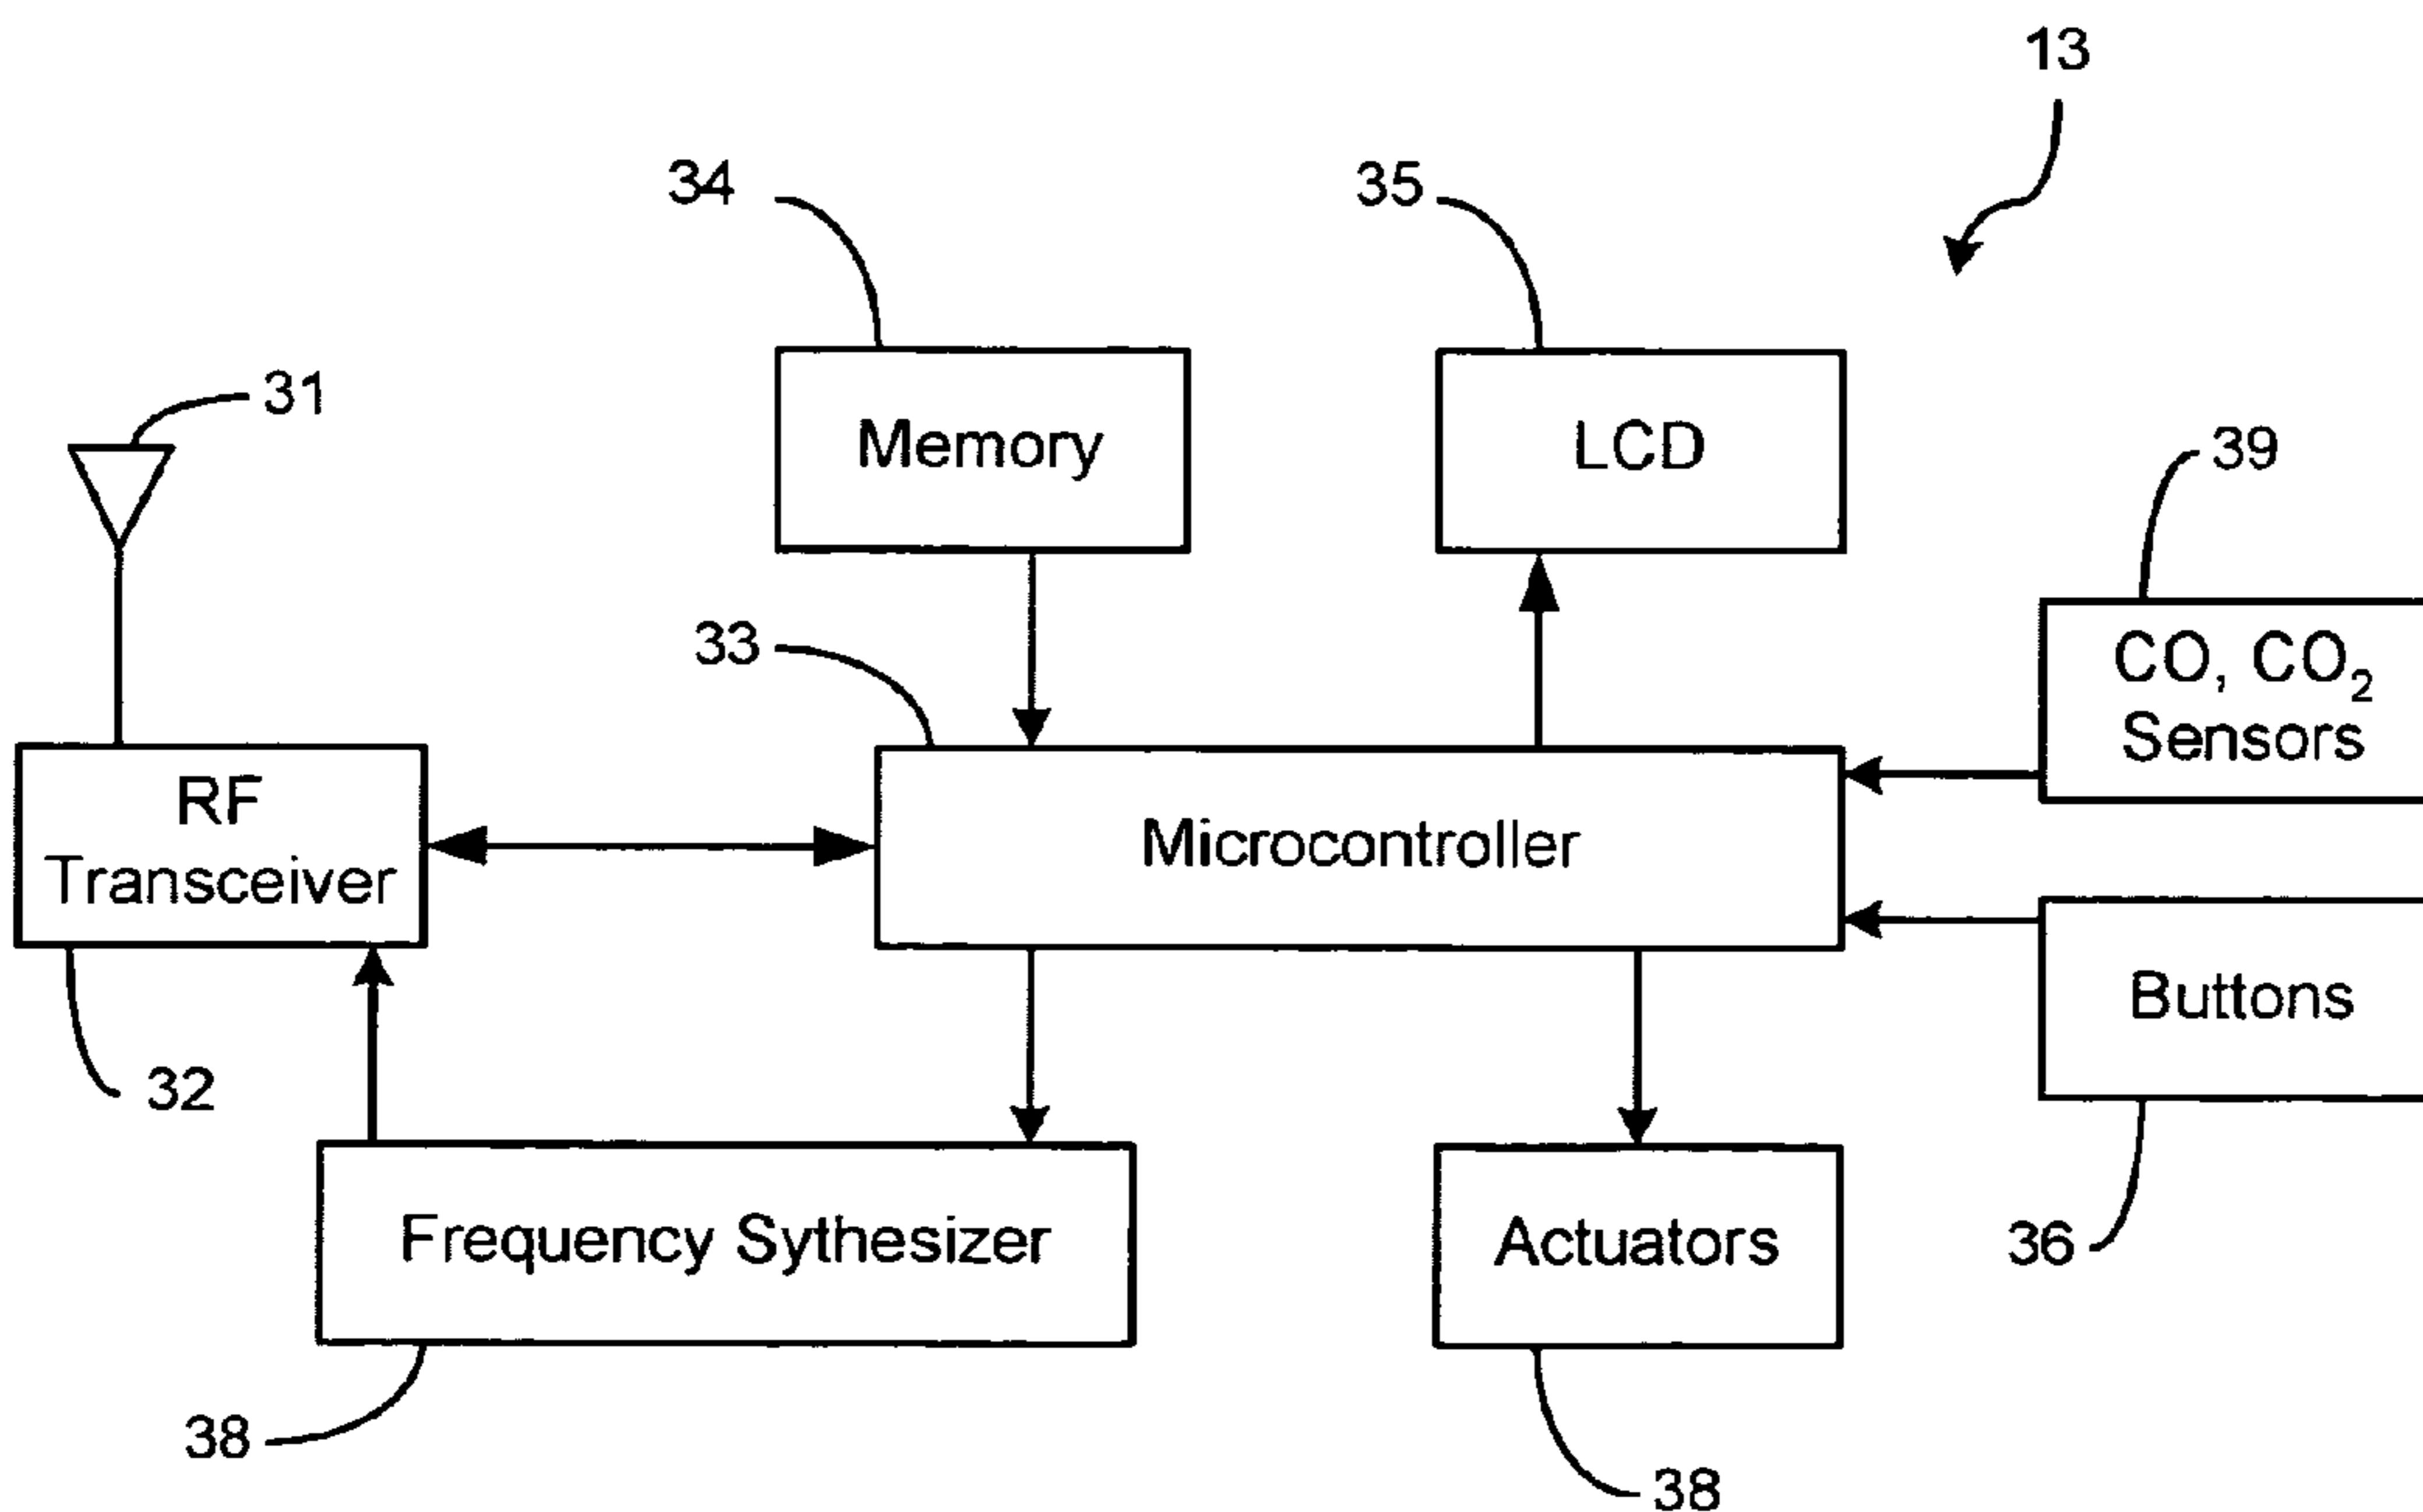 13
34
35
31
Memory
LCD
39
33
CO, CO₂
Sensors
RF
Transceiver
Microcontroller
Buttons
32
Frequency Sythesizer
Actuators
36
38
38